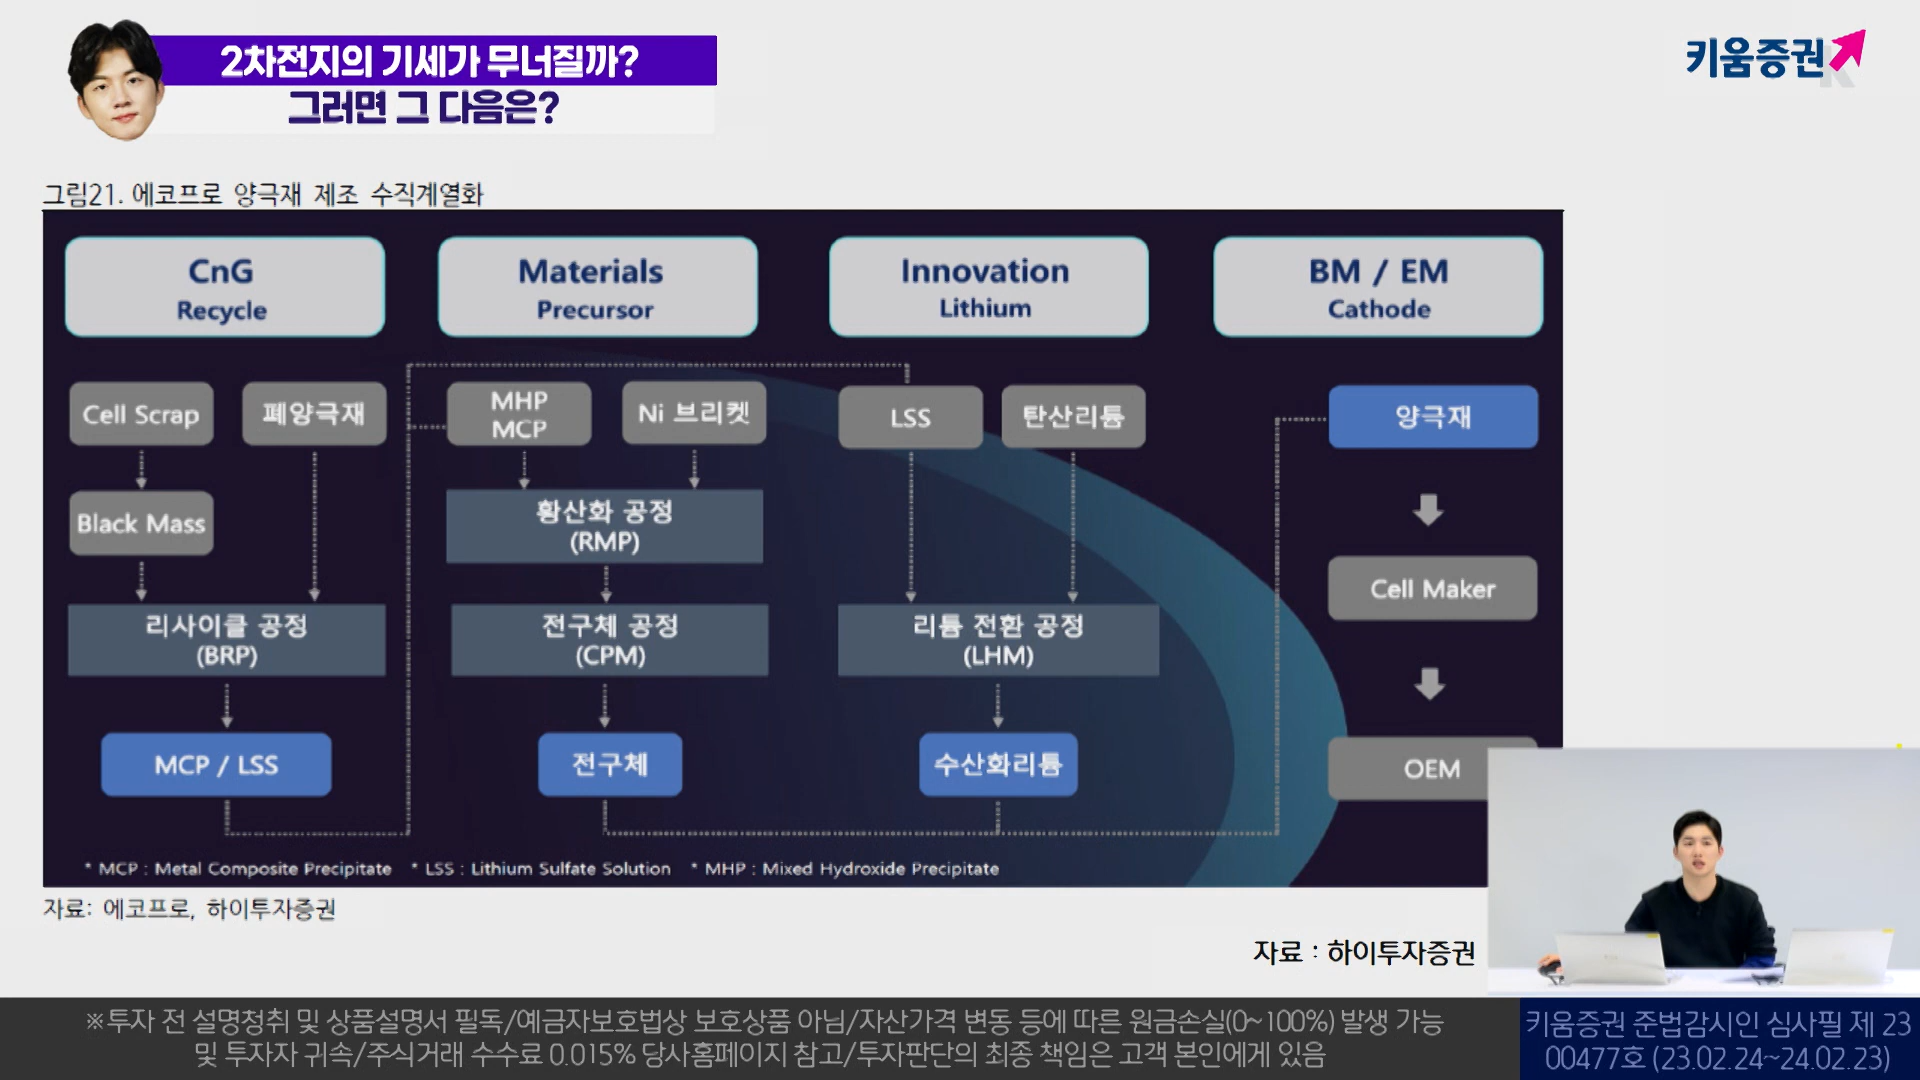 2차전지의 기세가 무너질까?
그러면 그 다음은?
키움증권
그림21. 에코프로 양극재 제조 수직계열화
CnG
Recycle
Materials
Precursor
Innovation
Lithium
BM / EM
Cathode
Cell Scrap
폐양극재
MHP
MCP
Ni 브리켓
LSS
탄산리튬
양극재
Black Mass
황산화 공정
(RMP)
Cell Maker
리사이클 공정
(BRP)
전구체 공정
(CPM)
리튬 전환 공정
(LHM)
MCP / LSS
전구체
수산화리튬
OEM
* MCP : Metal Composite Precipitate * LSS : Lithium Sulfate Solution * MHP : Mixed Hydroxide Precipitate
자료: 에코프로, 하이투자증권
자료 : 하이투자증권
※투자 전 설명청취 및 상품설명서 필독/예금자보호법상 보호상품 아님/자산가격 변동 등에 따른 원금손실(0~100%) 발생 가능
및 투자자 귀속/주식거래 수수료 0.015% 당사홈페이지 참고/투자판단의 최종 책임은 고객 본인에게 있음
키움증권 준법감시인 심사필 제 23
00477호 (23.02.24~24.02.23)